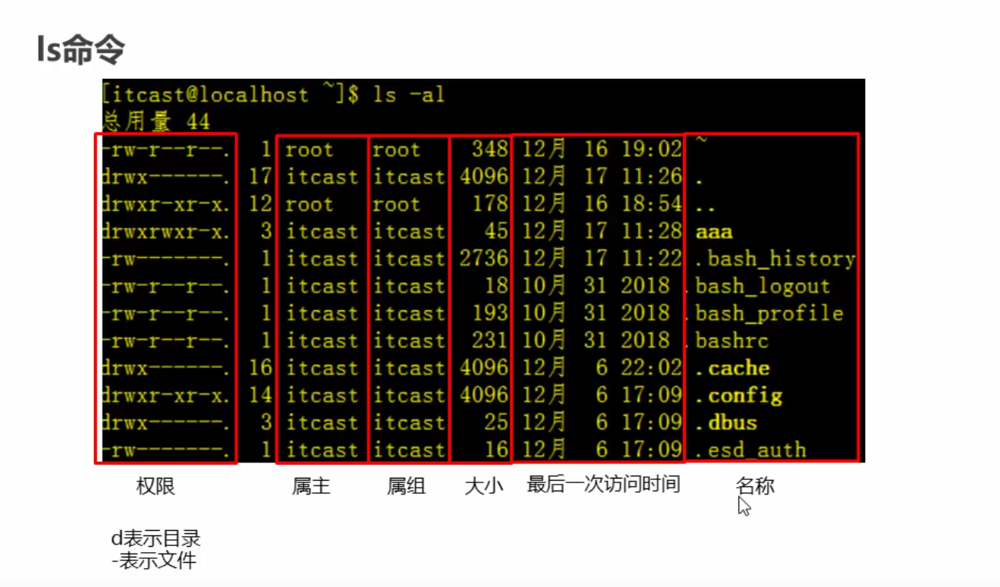 ls命令
[itcast@localhost ~]$ ls -al
总用量 44
-rw-r--r--. 1 root root 348 12月 16 19:02 ~
drwx------. 17 itcast itcast 4096 12月 17 11:26 .
drwxr-xr-x. 12 root root 178 12月 16 18:54 ..
drwxrwxr-x. 3 itcast itcast 45 12月 17 11:28 aaa
-rw-------. 1 itcast itcast 2736 12月 17 11:22 .bash_history
-rw-r--r--. 1 itcast itcast 18 10月 31 2018 .bash_logout
-rw-r--r--. 1 itcast itcast 193 10月 31 2018 .bash_profile
-rw-r--r--. 1 itcast itcast 231 10月 31 2018 .bashrc
drwx------. 16 itcast itcast 4096 12月 6 22:02 .cache
drwxr-xr-x. 14 itcast itcast 4096 12月 6 17:09 .config
drwx------. 3 itcast itcast 25 12月 6 17:09 .dbus
-rw-------. 1 itcast itcast 16 12月 6 17:09 .esd_auth
权限 属主 属组 大小 最后一次访问时间 名称
d表示目录
-表示文件